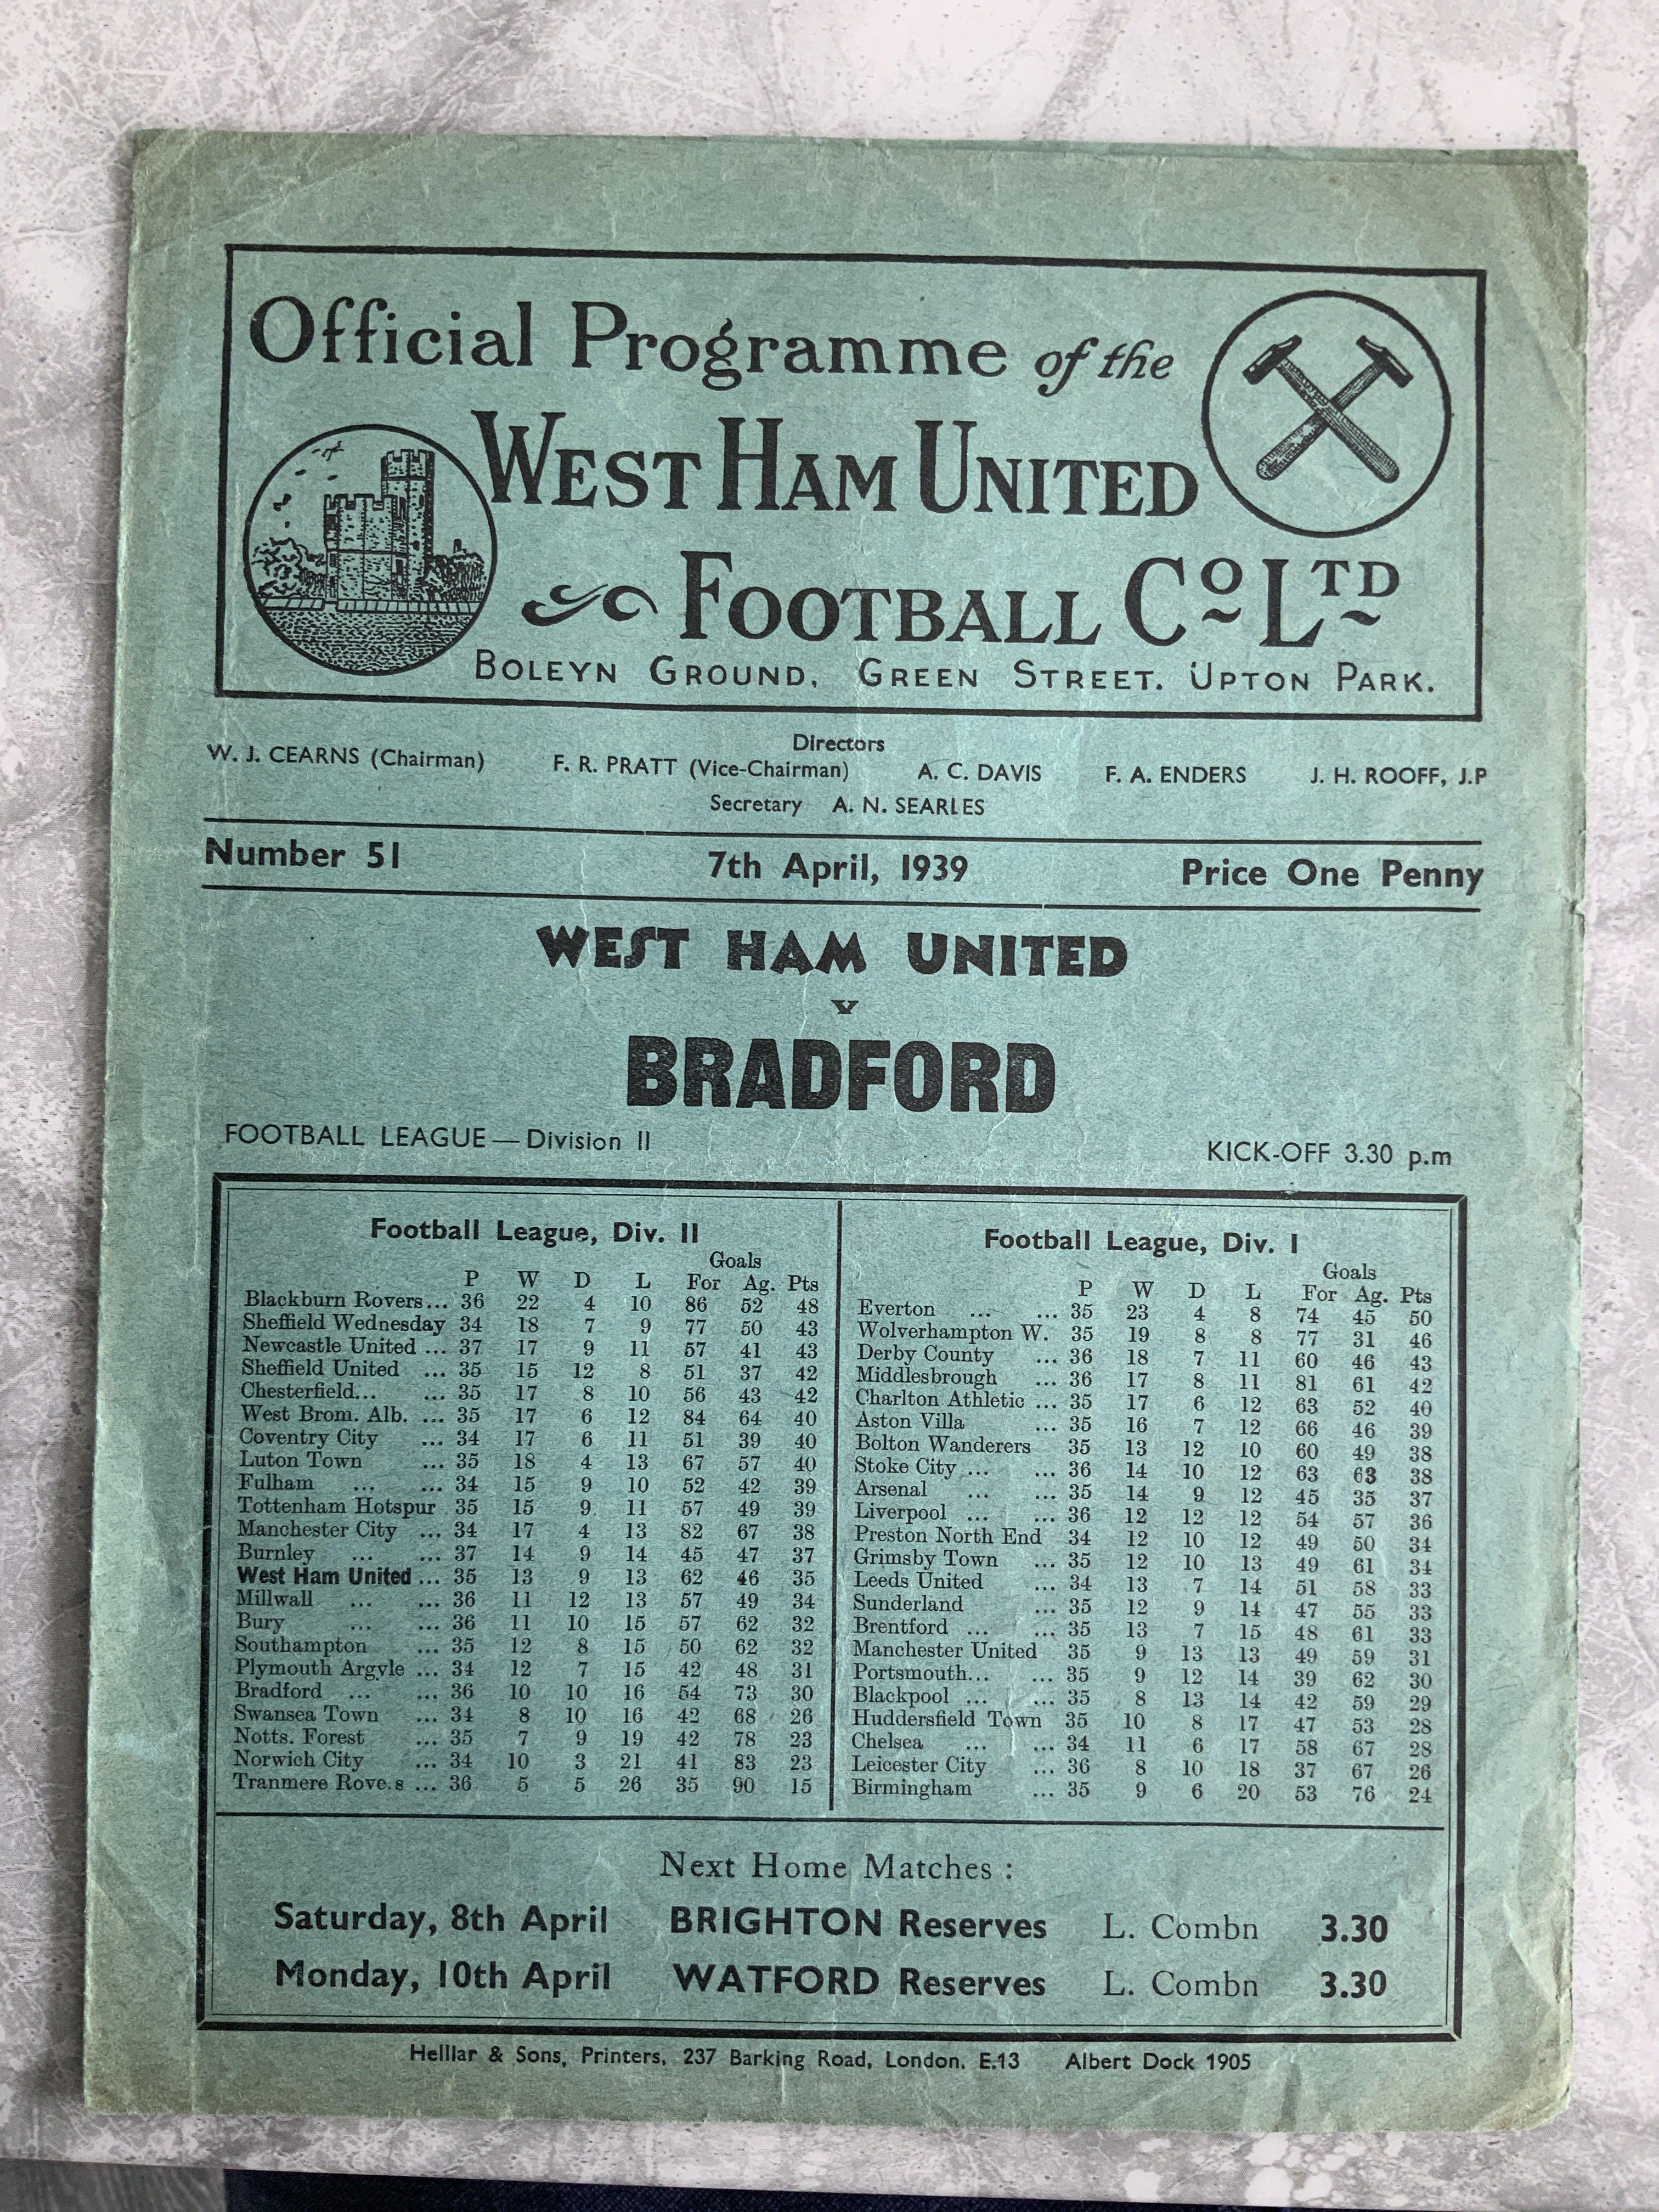 Official Programme of the
WEST HAM UNITED
FOOTBALL Co LTD
BOLEYN GROUND, GREEN STREET. UPTON PARK.
Directors
W. J. CEARNS (Chairman) F. R. PRATT (Vice-Chairman) A. C. DAVIS F. A. ENDERS J. H. ROOFF, J.P
Secretary A. N. SEARLES
Number 51 7th April, 1939 Price One Penny
WEST HAM UNITED
v
BRADFORD
FOOTBALL LEAGUE — Division II KICK-OFF 3.30 p.m
Football League, Div. II
Goals
P W D L For Ag. Pts
Blackburn Rovers... 36 22 4 10 86 52 48
Sheffield Wednesday 34 18 7 9 77 50 43
Newcastle United ... 37 17 9 11 57 41 43
Sheffield United ... 35 15 12 8 51 37 42
Chesterfield... ... 35 17 8 10 56 43 42
West Brom. Alb. ... 35 17 6 12 84 64 40
Coventry City ... 34 17 6 11 51 39 40
Luton Town ... 35 18 4 13 67 57 40
Fulham ... ... 34 15 9 10 52 42 39
Tottenham Hotspur 35 15 9 11 57 49 39
Manchester City ... 34 17 4 13 82 67 38
Burnley ... ... 37 14 9 14 45 47 37
West Ham United ... 35 13 9 13 62 46 35
Millwall ... ... 36 11 12 13 57 49 34
Bury ... ... 36 11 10 15 57 62 32
Southampton ... 35 12 8 15 50 62 32
Plymouth Argyle ... 34 12 7 15 42 48 31
Bradford ... ... 36 10 10 16 54 73 30
Swansea Town ... 34 8 10 16 42 68 26
Notts. Forest ... 35 7 9 19 42 78 23
Norwich City ... 34 10 3 21 41 83 23
Tranmere Rove.s ... 36 5 5 26 35 90 15
Football League, Div. I
Goals
P W D L For Ag. Pts
Everton ... ... 35 23 4 8 74 45 50
Wolverhampton W. 35 19 8 8 77 31 46
Derby County ... 36 18 7 11 60 46 43
Middlesbrough ... 36 17 8 11 81 61 42
Charlton Athletic ... 35 17 6 12 63 52 40
Aston Villa ... 35 16 7 12 66 46 39
Bolton Wanderers 35 13 12 10 60 49 38
Stoke City ... ... 36 14 10 12 63 63 38
Arsenal ... ... 35 14 9 12 45 35 37
Liverpool ... ... 36 12 12 12 54 57 36
Preston North End 34 12 10 12 49 50 34
Grimsby Town ... 35 12 10 13 49 61 34
Leeds United ... 34 13 7 14 51 58 33
Sunderland ... 35 12 9 14 47 55 33
Brentford ... ... 35 13 7 15 48 61 33
Manchester United 35 9 13 13 49 59 31
Portsmouth... ... 35 9 12 14 39 62 30
Blackpool ... ... 35 8 13 14 42 59 29
Huddersfield Town 35 10 8 17 47 53 28
Chelsea ... ... 34 11 6 17 58 67 28
Leicester City ... 36 8 10 18 37 67 26
Birmingham ... 35 9 6 20 53 76 24
Next Home Matches :
Saturday, 8th April BRIGHTON Reserves L. Combn 3.30
Monday, 10th April WATFORD Reserves L. Combn 3.30
Helliar & Sons, Printers, 237 Barking Road, London. E.13 Albert Dock 1905